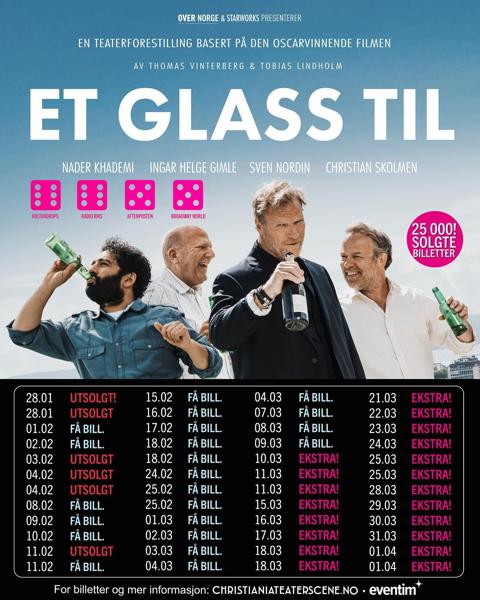 OVER NORGE & STARWORKS PRESENTERER
EN TEATERFORESTILLING BASERT PÅ DEN OSCARVINNENDE FILMEN
AV THOMAS VINTERBERG & TOBIAS LINDHOLM
ET GLASS TIL
NADER KHADEMI INGAR HELGE GIMLE SVEN NORDIN CHRISTIAN SKOLMEN
KULTURDROPS RADIO RIKS AFTENPOSTEN BROADWAY WORLD
25 000!
SOLGTE
BILLETTER
28.01 UTSOLGT! 15.02 FÅ BILL. 04.03 FÅ BILL. 21.03 EKSTRA!
28.01 UTSOLGT 16.02 FÅ BILL. 07.03 FÅ BILL. 22.03 EKSTRA!
01.02 FÅ BILL. 17.02 FÅ BILL. 08.03 FÅ BILL. 23.03 EKSTRA!
02.02 FÅ BILL. 18.02 FÅ BILL. 09.03 FÅ BILL. 24.03 EKSTRA!
03.02 UTSOLGT 18.02 FÅ BILL. 10.03 EKSTRA! 25.03 EKSTRA!
04.02 UTSOLGT 24.02 FÅ BILL. 11.03 EKSTRA! 25.03 EKSTRA!
04.02 UTSOLGT 25.02 FÅ BILL. 11.03 EKSTRA! 28.03 EKSTRA!
08.02 FÅ BILL. 25.02 FÅ BILL. 15.03 EKSTRA! 29.03 EKSTRA!
09.02 FÅ BILL. 01.03 FÅ BILL. 16.03 EKSTRA! 30.03 EKSTRA!
10.02 FÅ BILL. 02.03 FÅ BILL. 17.03 EKSTRA! 31.03 EKSTRA!
11.02 UTSOLGT 03.03 FÅ BILL. 18.03 EKSTRA! 01.04 EKSTRA!
11.02 FÅ BILL. 04.03 FÅ BILL. 18.03 EKSTRA! 01.04 EKSTRA!
For billetter og mer informasjon: CHRISTIANIATEATERSCENE.NO • eventim